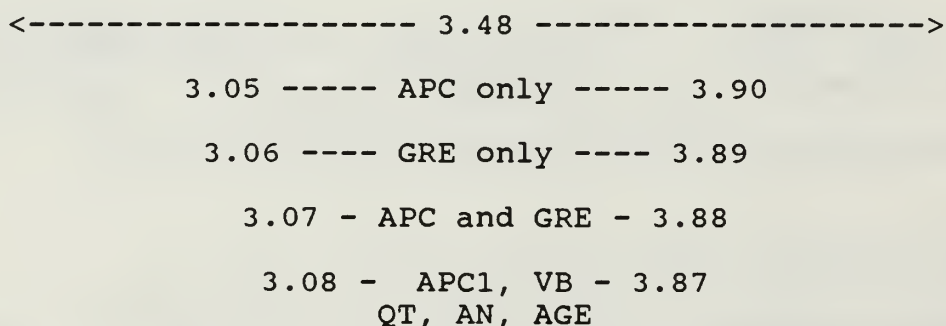 <--------------------- 3.48 --------------------->
3.05 ----- APC only ----- 3.90
3.06 ---- GRE only ---- 3.89
3.07 - APC and GRE - 3.88
3.08 - APC1, VB - 3.87
QT, AN, AGE